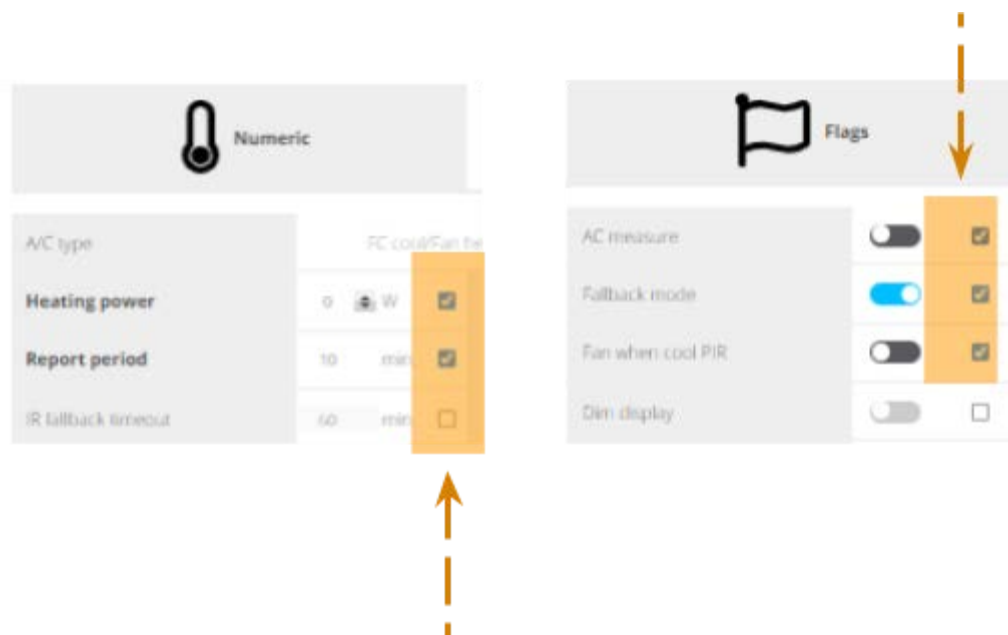 Numeric
A/C type FC cool/Fan he
Heating power 0 W
Report period 10 min
IR fallback timeout 60 min
Flags
AC measure
Fallback mode
Fan when cool PIR
Dim display